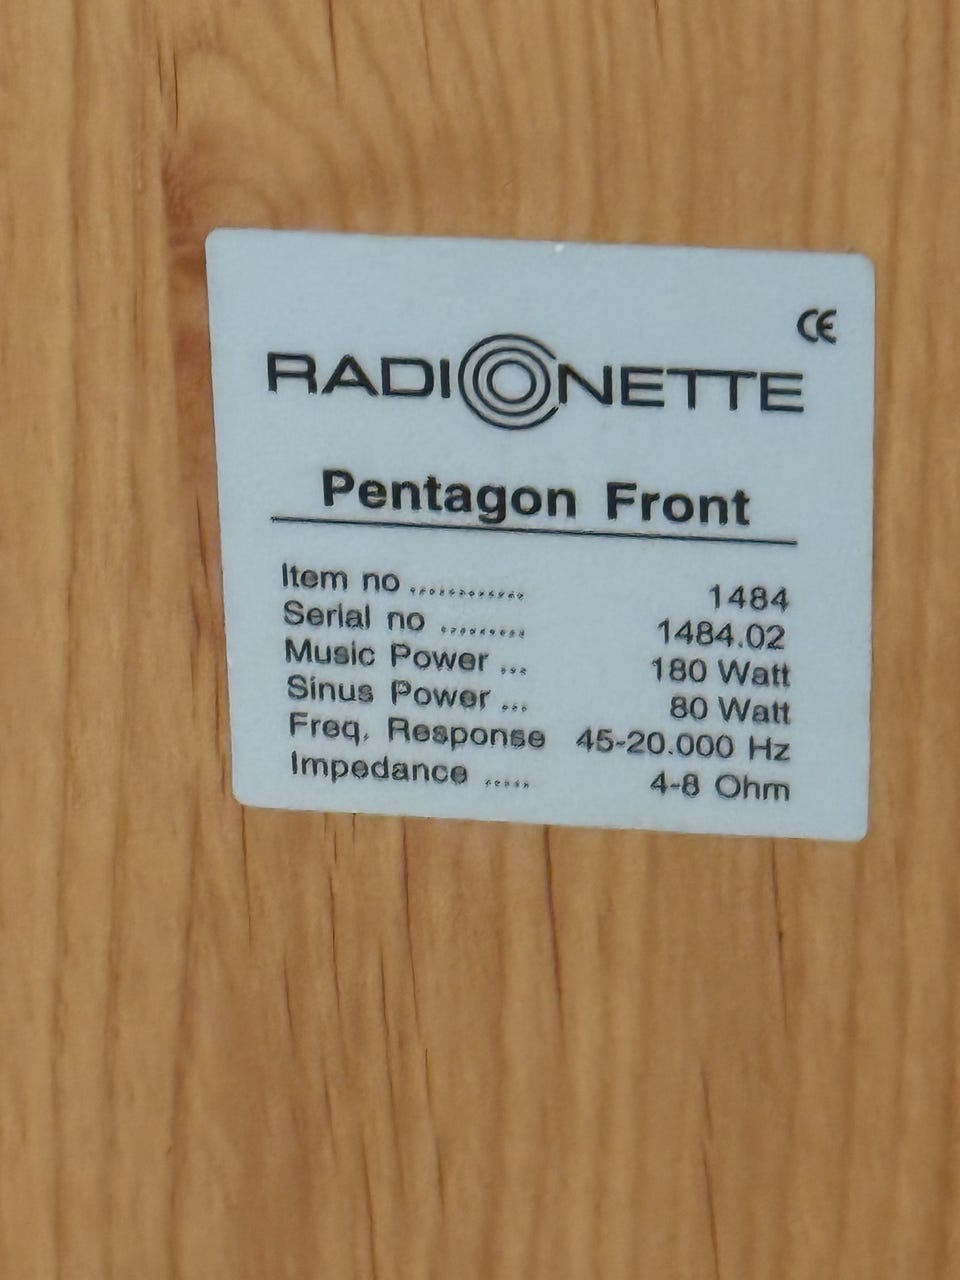 CE
RADIONETTE
Pentagon Front
Item no ............. 1484
Serial no ......... 1484.02
Music Power ... 180 Watt
Sinus Power ... 80 Watt
Freq. Response 45-20.000 Hz
Impedance ..... 4-8 Ohm